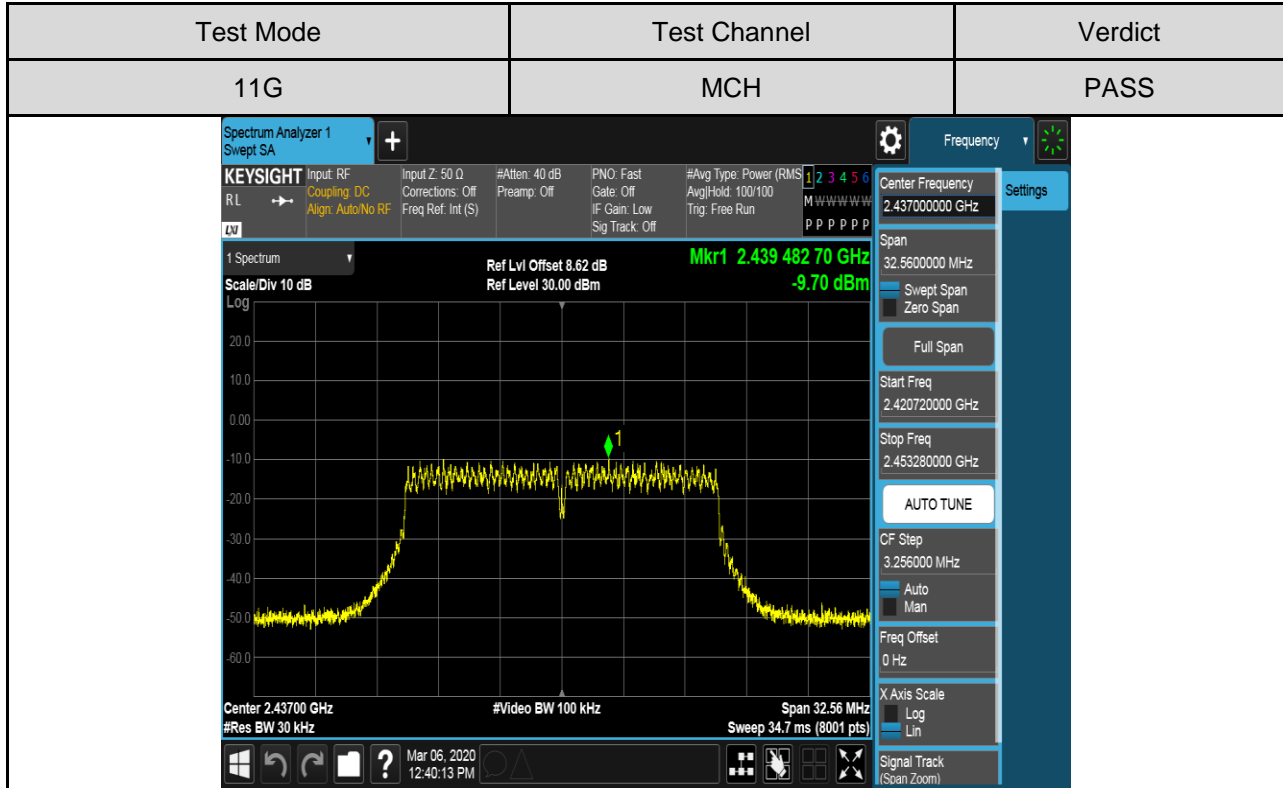 Test Mode Test Channel Verdict
11G MCH PASS
Spectrum Analyzer 1
Swept SA
+
Frequency
KEYSIGHT Input: RF Input Z: 50 Ω #Atten: 40 dB PNO: Fast #Avg Type: Power (RMS 1 2 3 4 5 6
RL Coupling: DC Corrections: Off Preamp: Off Gate: Off Avg|Hold: 100/100 M W W W W W
Align: Auto/No RF Freq Ref: Int (S) IF Gain: Low Trig: Free Run
LXI Sig Track: Off P P P P P P
1 Spectrum Ref Lvl Offset 8.62 dB Mkr1 2.439 482 70 GHz
Scale/Div 10 dB Ref Level 30.00 dBm -9.70 dBm
Log
20.0
10.0
0.00
1
-10.0
-20.0
-30.0
-40.0
-50.0
-60.0
Center 2.43700 GHz #Video BW 100 kHz Span 32.56 MHz
#Res BW 30 kHz Sweep 34.7 ms (8001 pts)
? Mar 06, 2020
12:40:13 PM
Center Frequency
2.437000000 GHz
Settings
Span
32.5600000 MHz
Swept Span
Zero Span
Full Span
Start Freq
2.420720000 GHz
Stop Freq
2.453280000 GHz
AUTO TUNE
CF Step
3.256000 MHz
Auto
Man
Freq Offset
0 Hz
X Axis Scale
Log
Lin
Signal Track
(Span Zoom)